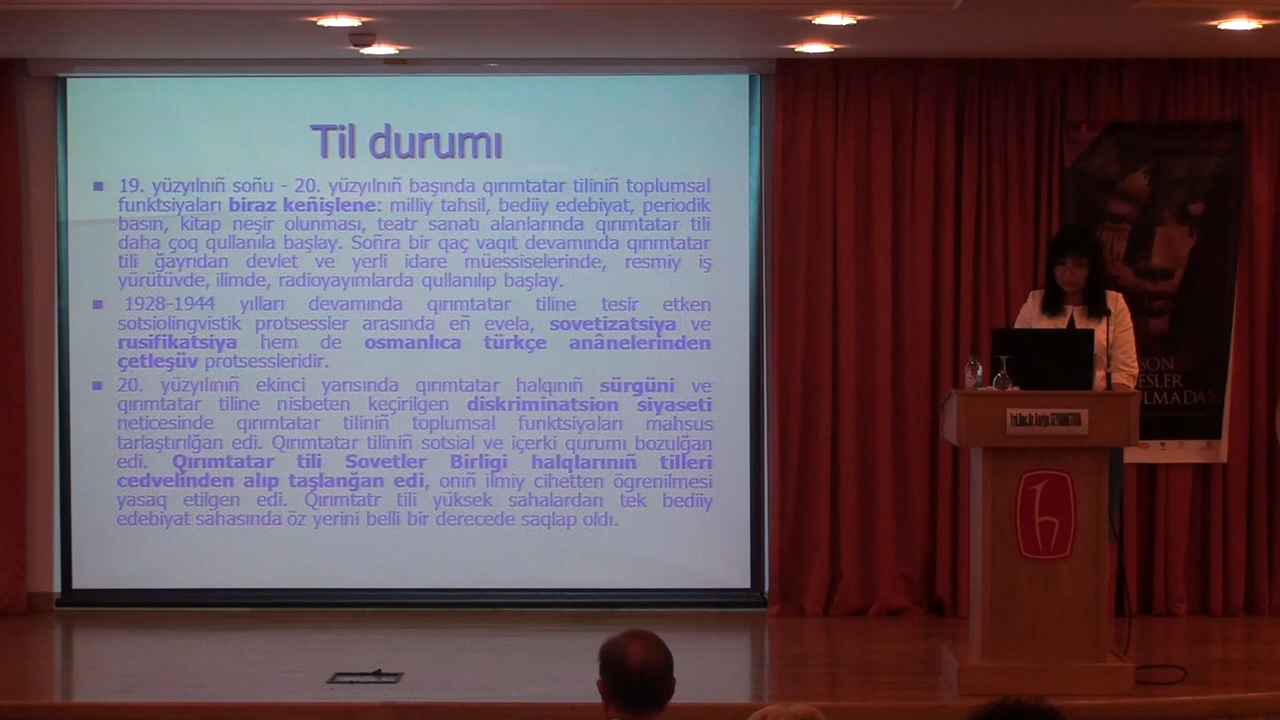 Til durumı
19. yüzyılnıñ soñu - 20. yüzyılnıñ başında qırımtatar tiliniñ toplumsal
funktsiyaları biraz keñişlene: milliy tahsil, bediiy edebiyat, periodik
basın, kitap neşir olunması, teatr sanatı alanlarında qırımtatar tili
daha çoq qullanıla başlay. Soñra bir qaç vaqıt devamında qırımtatar
tili ğayrıdan devlet ve yerli idare müessiselerinde, resmiy iş
yürütüvde, ilimde, radioyayımlarda qullanılıp başlay.
1928-1944 yılları devamında qırımtatar tiline tesir etken
sotsiolingvistik protsessler arasında eñ evela, sovetizatsiya ve
rusifikatsiya hem de osmanlıca türkçe anânelerinden
çetleşüv protsessleridir.
20. yüzyılınıñ ekinci yarısında qırımtatar halqınıñ sürgüni ve
qırımtatar tiline nisbeten keçirilgen diskriminatsion siyaseti
neticesinde qırımtatar tiliniñ toplumsal funktsiyaları mahsus
tarlaştırılğan edi. Qırımtatar tiliniñ sotsial ve içerki qurumı bozulğan
edi. Qırımtatar tili Sovetler Birligi halqlarınıñ tilleri
cedvelinden alıp taşlanğan edi, onıñ ilmiy cihetten ögrenilmesi
yasaq etilgen edi. Qırımtatr tili yüksek sahalardan tek bediiy
edebiyat sahasında öz yerini belli bir derecede saqlap oldı.
SON
SESLER